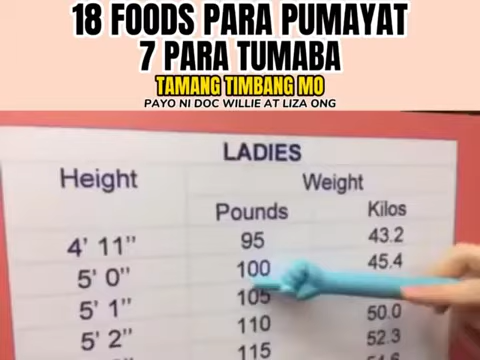 18 FOODS PARA PUMAYAT
7 PARA TUMABA
TAMANG TIMBANG MO
PAYO NI DOC WILLIE AT LIZA ONG
LADIES
Height Weight
Pounds Kilos
4' 11" 95 43.2
5' 0" 100 45.4
5' 1" 105
5' 2" 110 50.0
115 52.3